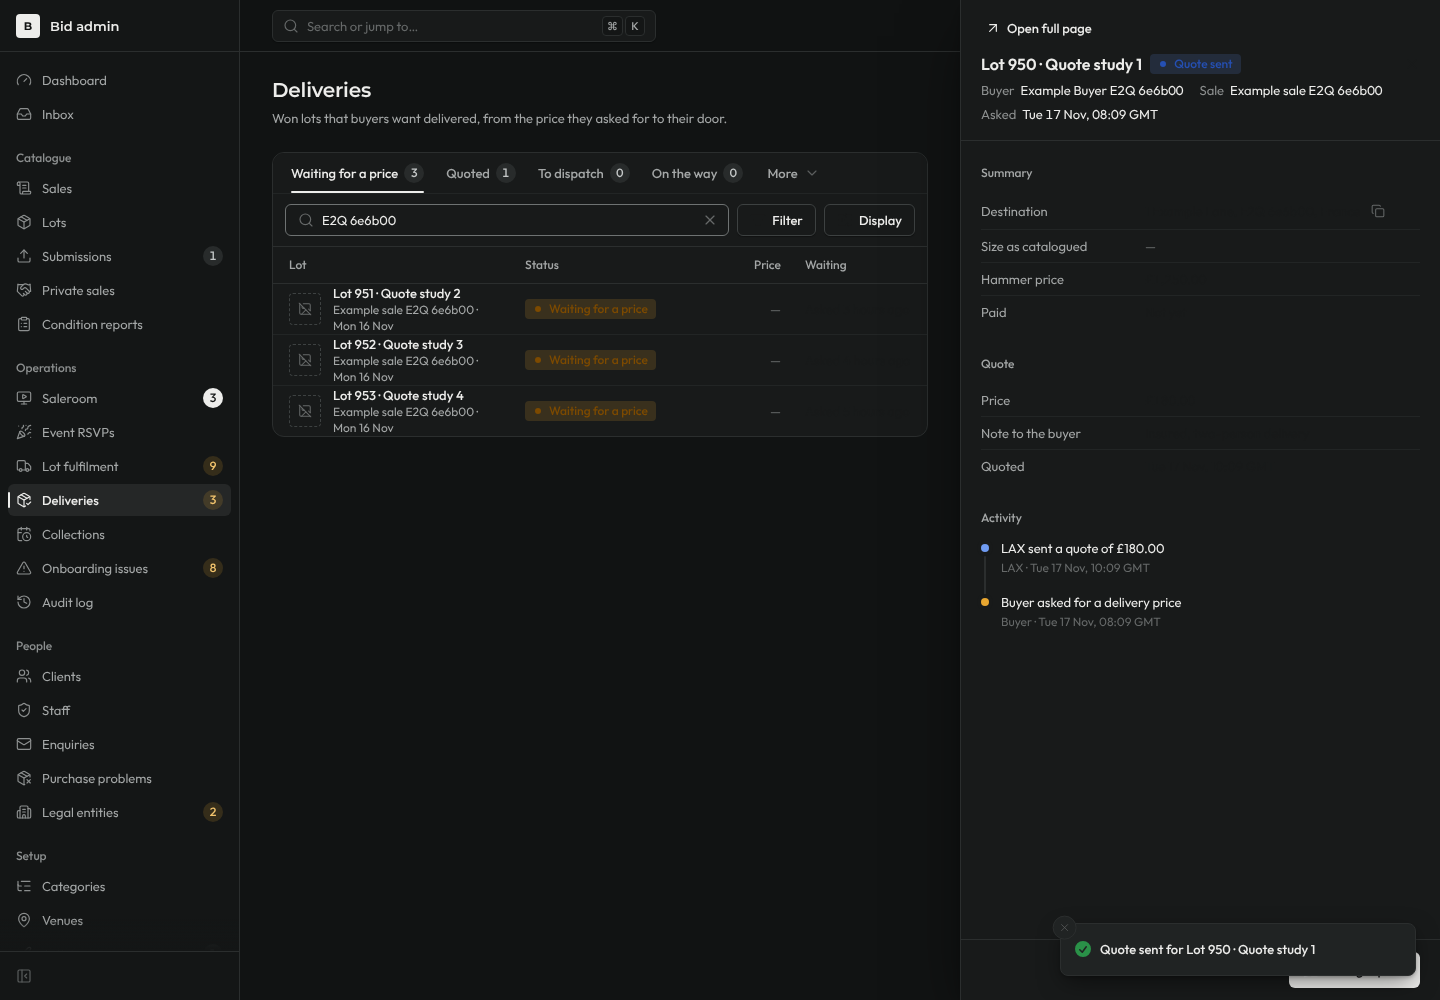 B
Bid admin
Search or jump to...
⌘ K
Dashboard
Inbox
Catalogue
Sales
Lots
Submissions 1
Private sales
Condition reports
Operations
Saleroom 3
Event RSVPs
Lot fulfilment 9
Deliveries 3
Collections
Onboarding issues 8
Audit log
People
Clients
Staff
Enquiries
Purchase problems
Legal entities 2
Setup
Categories
Venues
Deliveries
Won lots that buyers want delivered, from the price they asked for to their door.
Waiting for a price 3 Quoted 1 To dispatch 0 On the way 0 More
E2Q 6e6b00
Filter
Display
Lot Status Price Waiting
Lot 951 · Quote study 2
Example sale E2Q 6e6b00 ·
Mon 16 Nov
Waiting for a price
—
Lot 952 · Quote study 3
Example sale E2Q 6e6b00 ·
Mon 16 Nov
Waiting for a price
—
Lot 953 · Quote study 4
Example sale E2Q 6e6b00 ·
Mon 16 Nov
Waiting for a price
—
Open full page
Lot 950 · Quote study 1
Quote sent
Buyer Example Buyer E2Q 6e6b00 Sale Example sale E2Q 6e6b00
Asked Tue 17 Nov, 08:09 GMT
Summary
Destination
Size as catalogued —
Hammer price
Paid
Quote
Price
Note to the buyer
Quoted
Activity
LAX sent a quote of £180.00
LAX · Tue 17 Nov, 10:09 GMT
Buyer asked for a delivery price
Buyer · Tue 17 Nov, 08:09 GMT
Quote sent for Lot 950 · Quote study 1